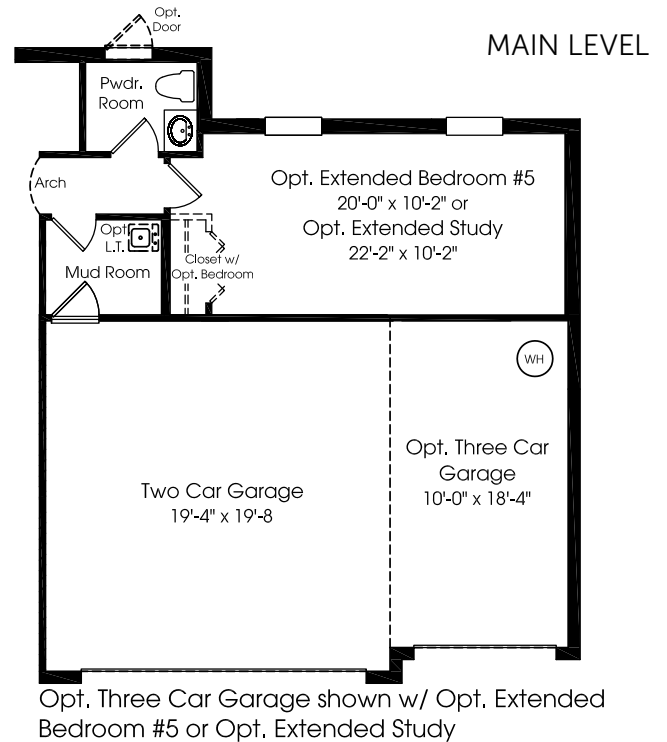 Opt.
Door
MAIN LEVEL
Pwdr.
Room
Arch
Opt. Extended Bedroom #5
20'-0" x 10'-2" or
Opt. Extended Study
22'-2" x 10'-2"
Opt.
L.T.
Mud Room
Closet w/
Opt. Bedroom
WH
Opt. Three Car
Garage
10'-0" x 18'-4"
Two Car Garage
19'-4" x 19'-8
Opt. Three Car Garage shown w/ Opt. Extended
Bedroom #5 or Opt. Extended Study